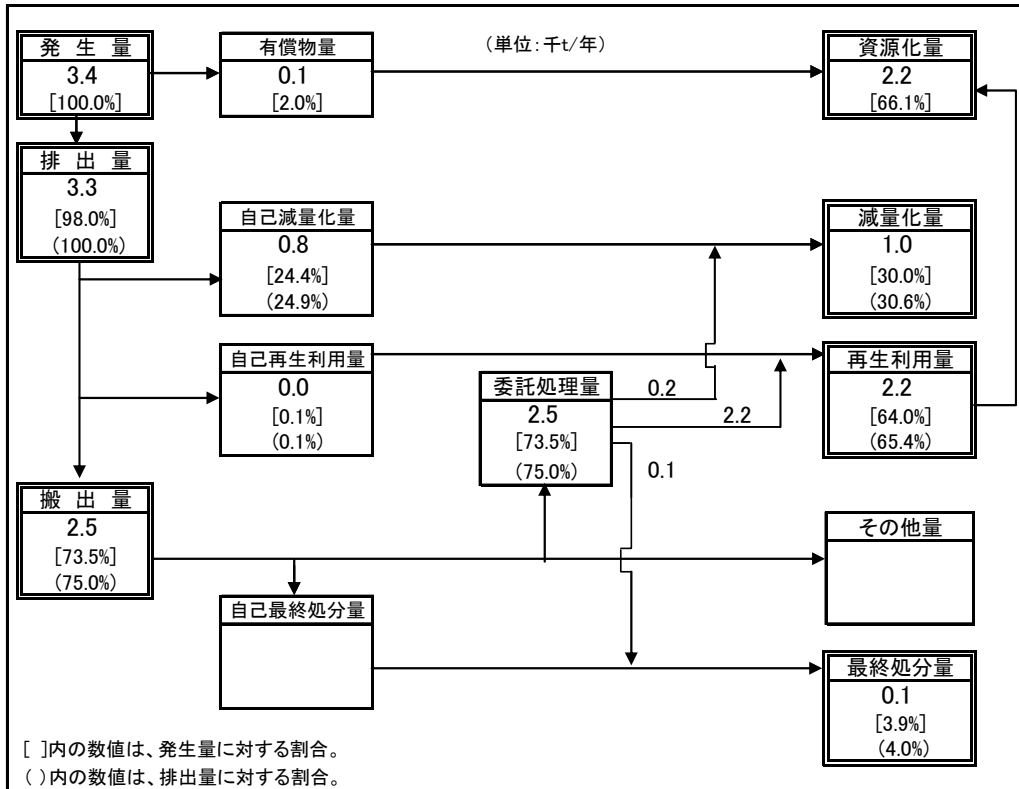 発 生 量
3.4
[100.0%]
有償物量
0.1
[2.0%]
(単位:千t/年)
資源化量
2.2
[66.1%]
排 出 量
3.3
[98.0%]
(100.0%)
自己減量化量
0.8
[24.4%]
(24.9%)
減量化量
1.0
[30.0%]
(30.6%)
自己再生利用量
0.0
[0.1%]
(0.1%)
委託処理量
2.5
[73.5%]
(75.0%)
0.2
2.2
0.1
再生利用量
2.2
[64.0%]
(65.4%)
搬 出 量
2.5
[73.5%]
(75.0%)
その他量
自己最終処分量
最終処分量
0.1
[3.9%]
(4.0%)
[ ]内の数値は、発生量に対する割合。
( )内の数値は、排出量に対する割合。